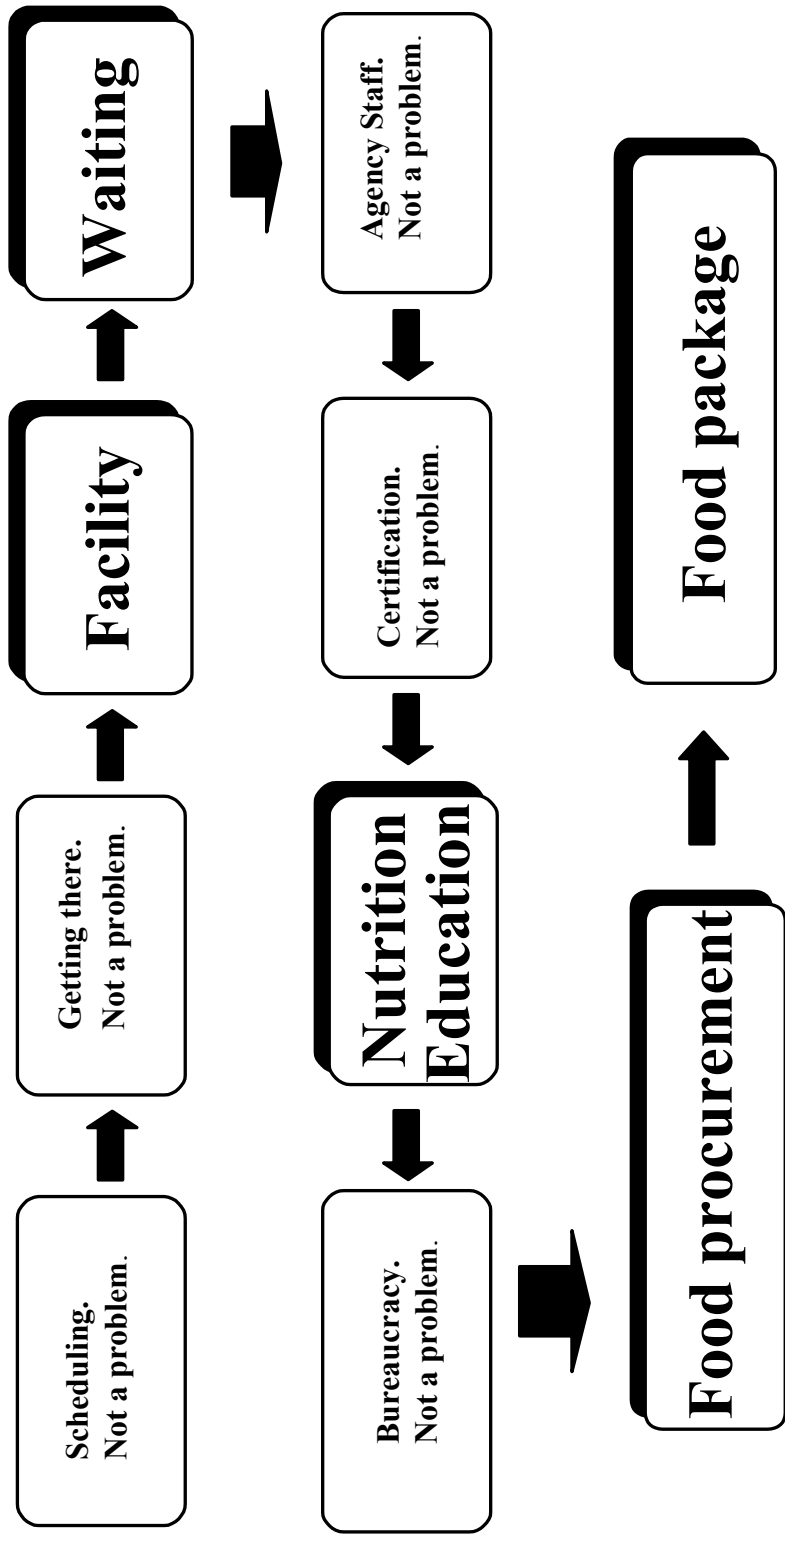 Scheduling.
Not a problem.
Getting there.
Not a problem.
Facility
Waiting
Agency Staff.
Not a problem.
Certification.
Not a problem.
Nutrition
Education
Bureaucracy.
Not a problem.
Food procurement
Food package